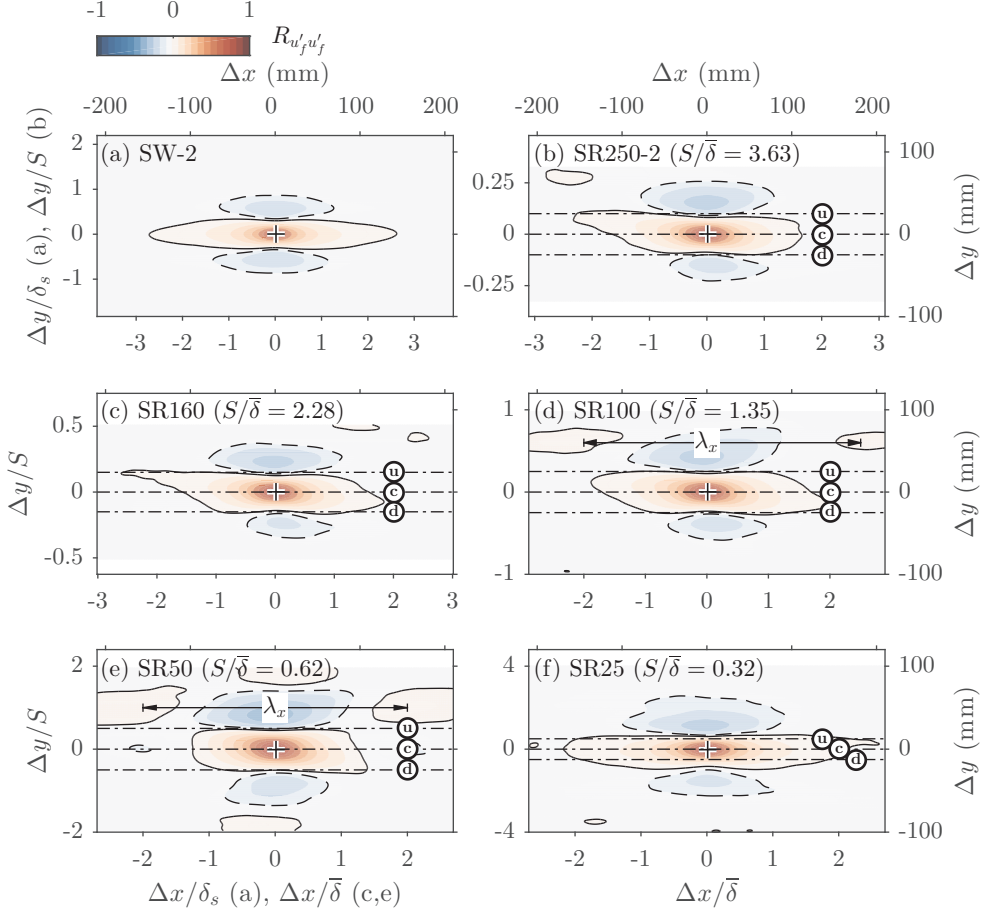 -1 0 1
R_{u'_f u'_f}
Δx (mm) Δx (mm)
-200 -100 0 100 200 -200 -100 0 100 200
(a) SW-2
2
1
0
-1
Δy/δ_s (a), Δy/S (b)
-3 -2 -1 0 1 2 3
(b) SR250-2 (S/δ̅ = 3.63)
0.25
0
-0.25
u
c
d
100
0
-100
Δy (mm)
-3 -2 -1 0 1 2 3
(c) SR160 (S/δ̅ = 2.28)
0.5
0
-0.5
Δy/S
u
c
d
-3 -2 -1 0 1 2 3
(d) SR100 (S/δ̅ = 1.35)
λ_x
1
0
-1
u
c
d
100
0
-100
Δy (mm)
-2 -1 0 1 2
(e) SR50 (S/δ̅ = 0.62)
λ_x
2
0
-2
Δy/S
u
c
d
-2 -1 0 1 2
Δx/δ_s (a), Δx/δ̅ (c,e)
(f) SR25 (S/δ̅ = 0.32)
4
0
-4
u
c
d
100
0
-100
Δy (mm)
-2 -1 0 1 2
Δx/δ̅